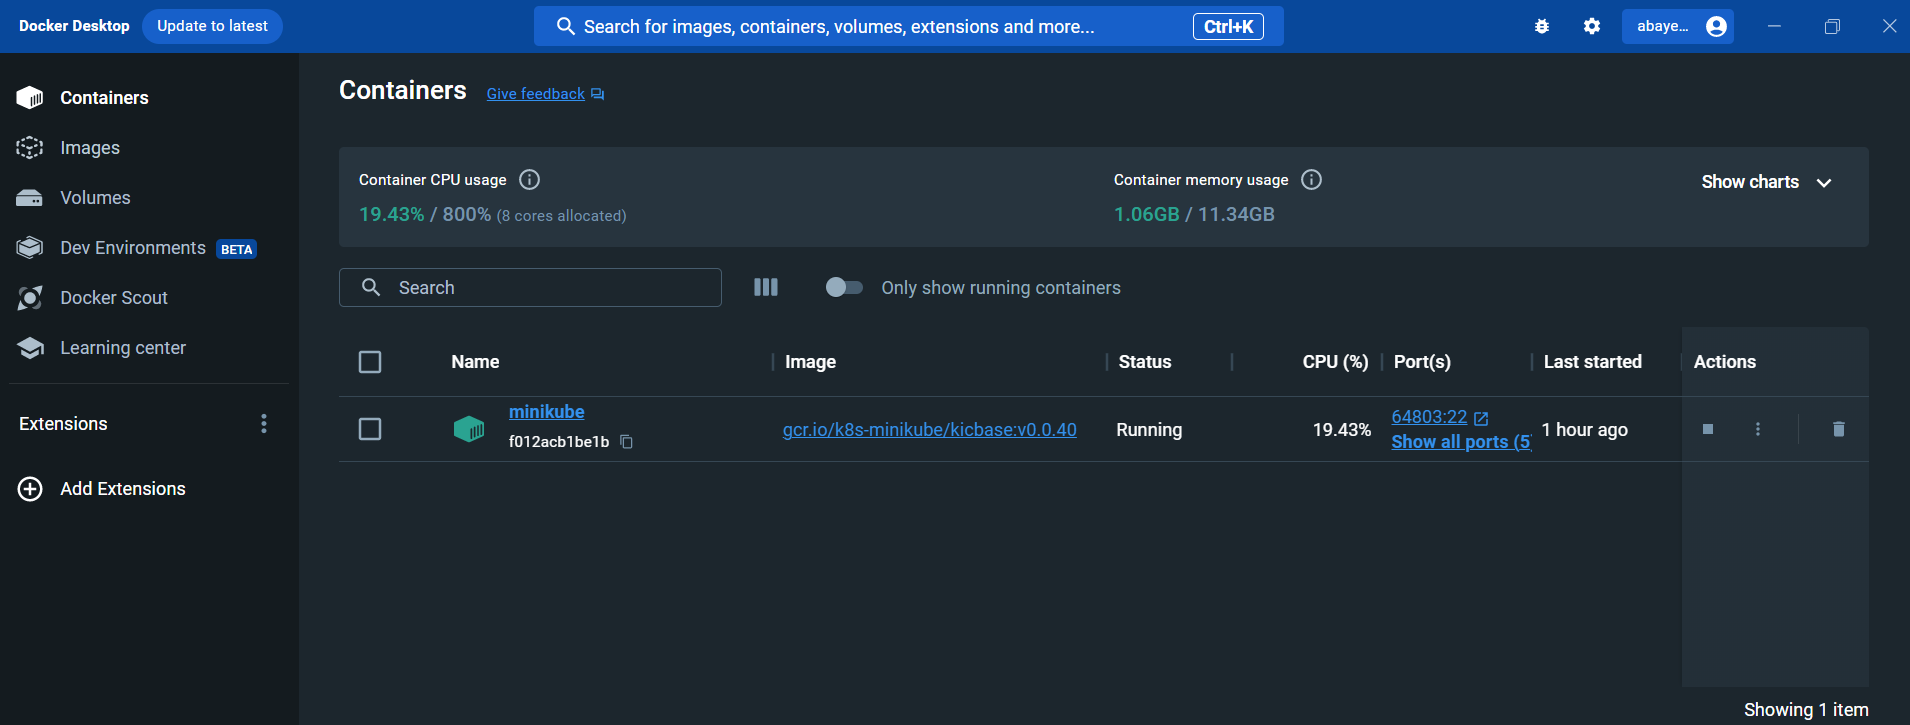 Docker Desktop Update to latest Search for images, containers, volumes, extensions and more... Ctrl+K abaye...
Containers
Images
Volumes
Dev Environments BETA
Docker Scout
Learning center
Extensions
Add Extensions
Containers Give feedback
Container CPU usage
19.43% / 800% (8 cores allocated)
Container memory usage
1.06GB / 11.34GB
Show charts
Search Only show running containers
Name Image Status CPU (%) Port(s) Last started Actions
minikube
f012acb1be1b
gcr.io/k8s-minikube/kicbase:v0.0.40 Running 19.43%
64803:22
Show all ports (5
1 hour ago
Showing 1 item